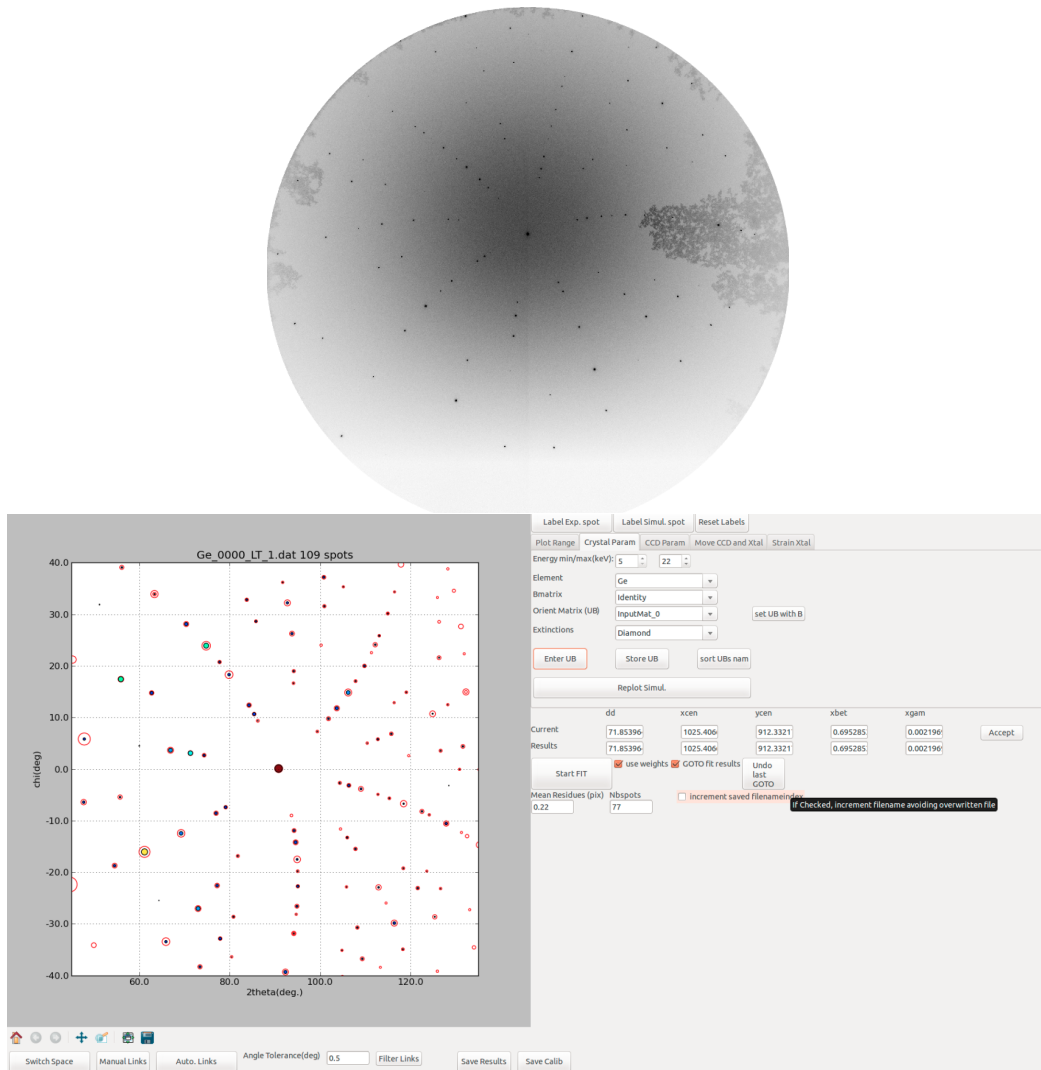 Label Exp. spot Label Simul. spot Reset Labels
Plot Range Crystal Param CCD Param Move CCD and Xtal Strain Xtal
Energy min/max(keV): 5 22
Element Ge
Bmatrix Identity
Orient Matrix (UB) InputMat_0 set UB with B
Extinctions Diamond
Enter UB Store UB sort UBs nam
Replot Simul.
dd xcen ycen xbet xgam
Current 71.85396 1025.406 912.3321 0.695285 0.002196 Accept
Results 71.85396 1025.406 912.3321 0.695285 0.002196
Start FIT use weights GOTO fit results Undo
last
GOTO
Mean Residues (pix) Nbspots increment saved filenameindex
0.22 77 If Checked, increment filename avoiding overwritten file
Ge_0000_LT_1.dat 109 spots
40.0
30.0
20.0
10.0
0.0
-10.0
-20.0
-30.0
-40.0
chi(deg)
60.0 80.0 100.0 120.0
2theta(deg.)
Switch Space Manual Links Auto. Links Angle Tolerance(deg) 0.5 Filter Links Save Results Save Calib